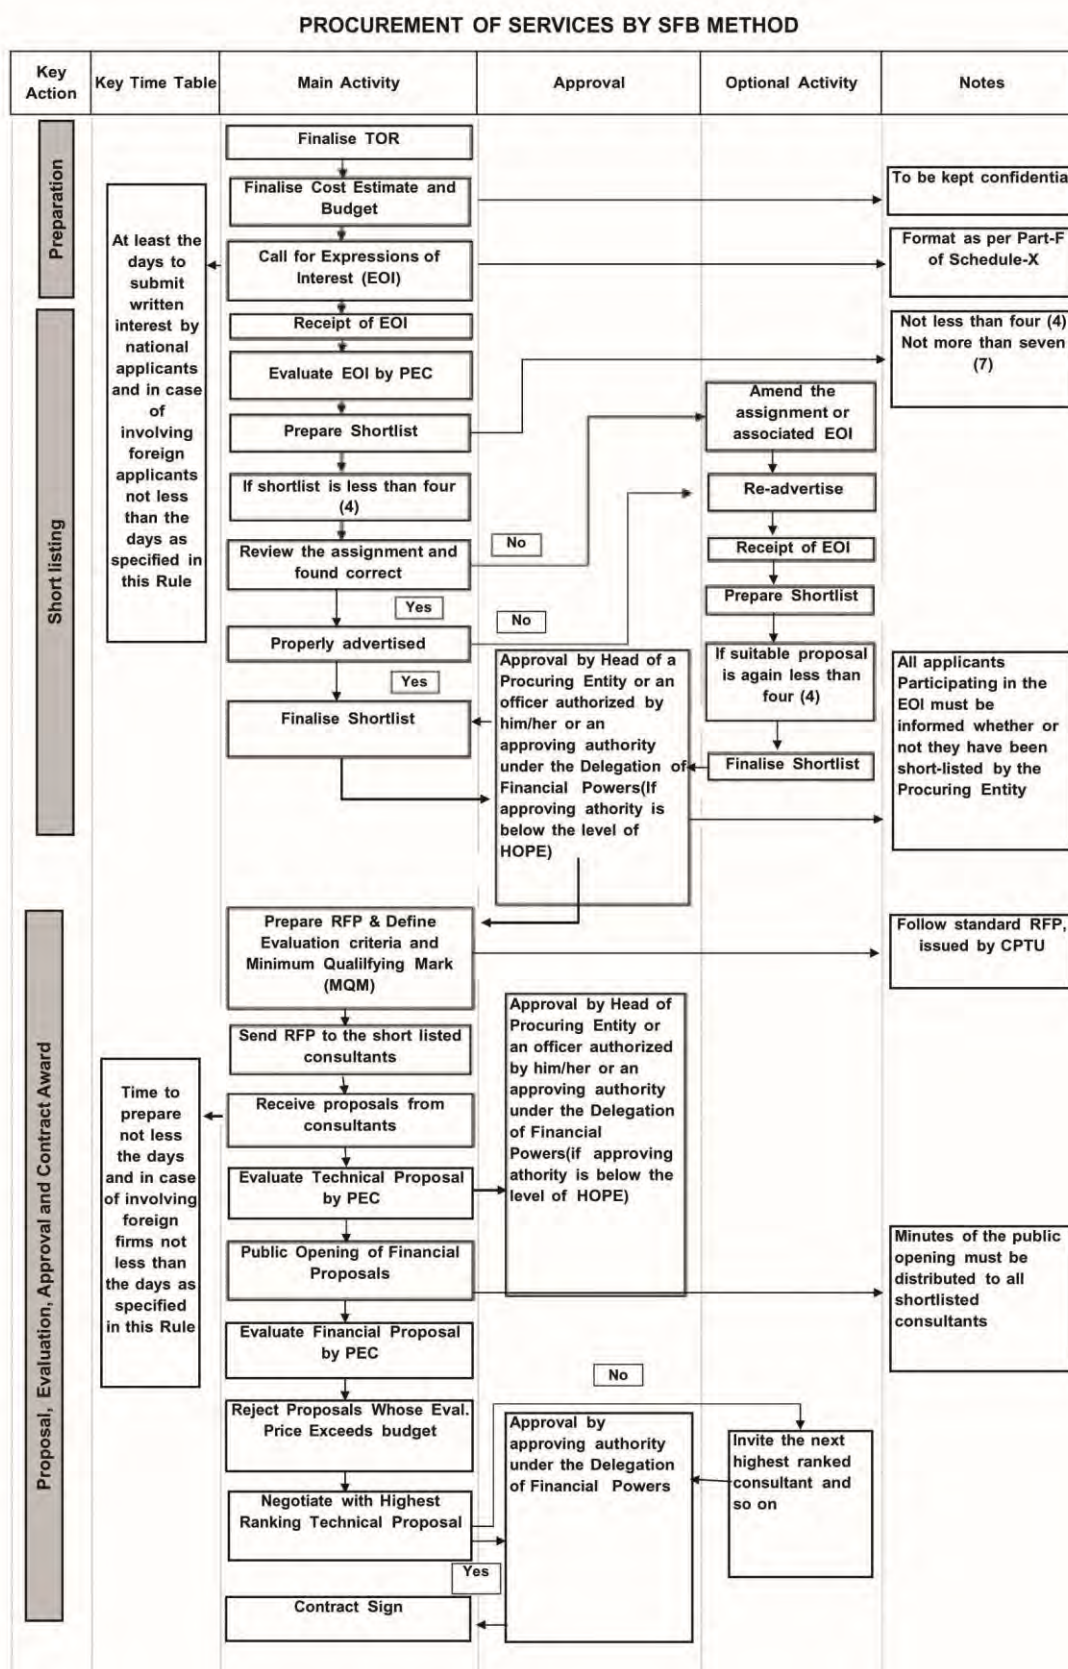 PROCUREMENT OF SERVICES BY SFB METHOD
Key
Action
Key Time Table
Main Activity
Approval
Optional Activity
Notes
Preparation
Finalise TOR
Finalise Cost Estimate and
Budget
To be kept confidentia
At least the
days to
submit
written
interest by
national
applicants
and in case
of
involving
foreign
applicants
not less
than the
days as
specified in
this Rule
Call for Expressions of
Interest (EOI)
Format as per Part-F
of Schedule-X
Short listing
Receipt of EOI
Evaluate EOI by PEC
Prepare Shortlist
Not less than four (4)
Not more than seven
(7)
If shortlist is less than four
(4)
Review the assignment and
found correct
No
Yes
Properly advertised
No
Yes
Finalise Shortlist
Amend the
assignment or
associated EOI
Re-advertise
Receipt of EOI
Prepare Shortlist
If suitable proposal
is again less than
four (4)
Finalise Shortlist
Approval by Head of a
Procuring Entity or an
officer authorized by
him/her or an
approving authority
under the Delegation of
Financial Powers(If
approving athority is
below the level of
HOPE)
All applicants
Participating in the
EOI must be
informed whether or
not they have been
short-listed by the
Procuring Entity
Proposal, Evaluation, Approval and Contract Award
Prepare RFP & Define
Evaluation criteria and
Minimum Qualilfying Mark
(MQM)
Follow standard RFP,
issued by CPTU
Send RFP to the short listed
consultants
Time to
prepare
not less
the days
and in case
of involving
foreign
firms not
less than
the days as
specified
in this Rule
Receive proposals from
consultants
Evaluate Technical Proposal
by PEC
Approval by Head of
Procuring Entity or
an officer authorized
by him/her or an
approving authority
under the Delegation
of Financial
Powers(if approving
athority is below the
level of HOPE)
Public Opening of Financial
Proposals
Minutes of the public
opening must be
distributed to all
shortlisted
consultants
Evaluate Financial Proposal
by PEC
Reject Proposals Whose Eval.
Price Exceeds budget
Negotiate with Highest
Ranking Technical Proposal
No
Yes
Approval by
approving authority
under the Delegation
of Financial Powers
Invite the next
highest ranked
consultant and
so on
Contract Sign